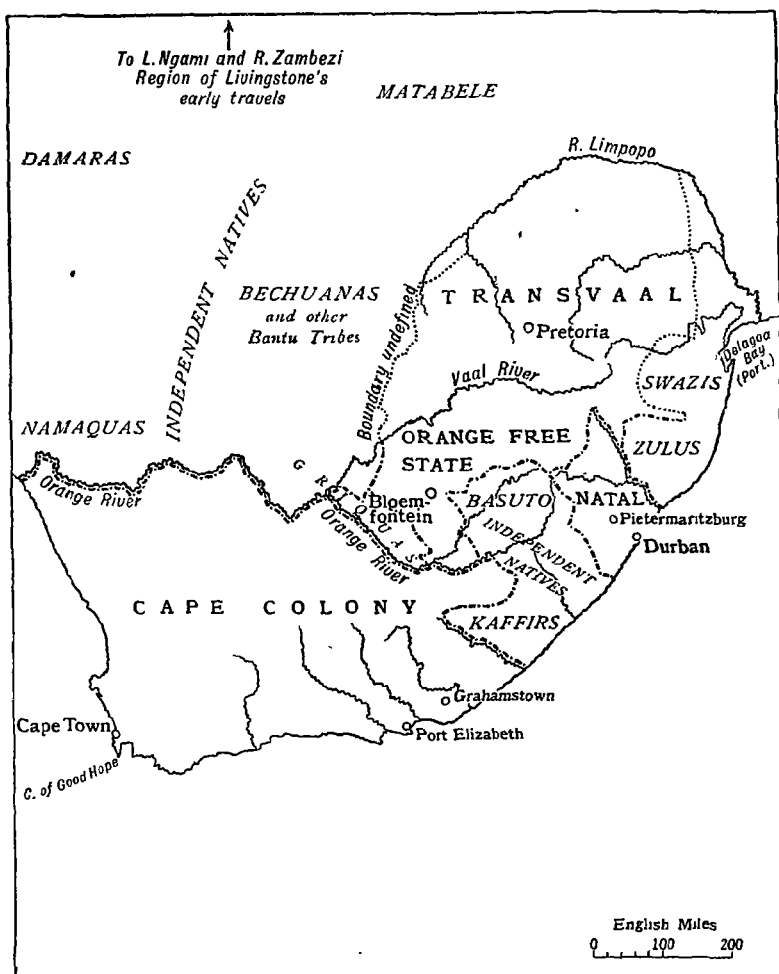 To L. Ngami and R. Zambezi
Region of Livingstone's
early travels
MATABELE
DAMARAS
R. Limpopo
INDEPENDENT NATIVES
BECHUANAS
and other
Bantu Tribes
Boundary undefined
TRANSVAAL
Pretoria
Delagoa
Bay
(Port.)
Vaal River
SWAZIS
NAMAQUAS
ORANGE FREE
STATE
ZULUS
Orange River
GRIQUAS
Bloem-
fontein
BASUTO
NATAL
Pietermaritzburg
Orange River
INDEPENDENT
NATIVES
Durban
CAPE COLONY
KAFFIRS
Grahamstown
Cape Town
Port Elizabeth
C. of Good Hope
English Miles
0 100 200